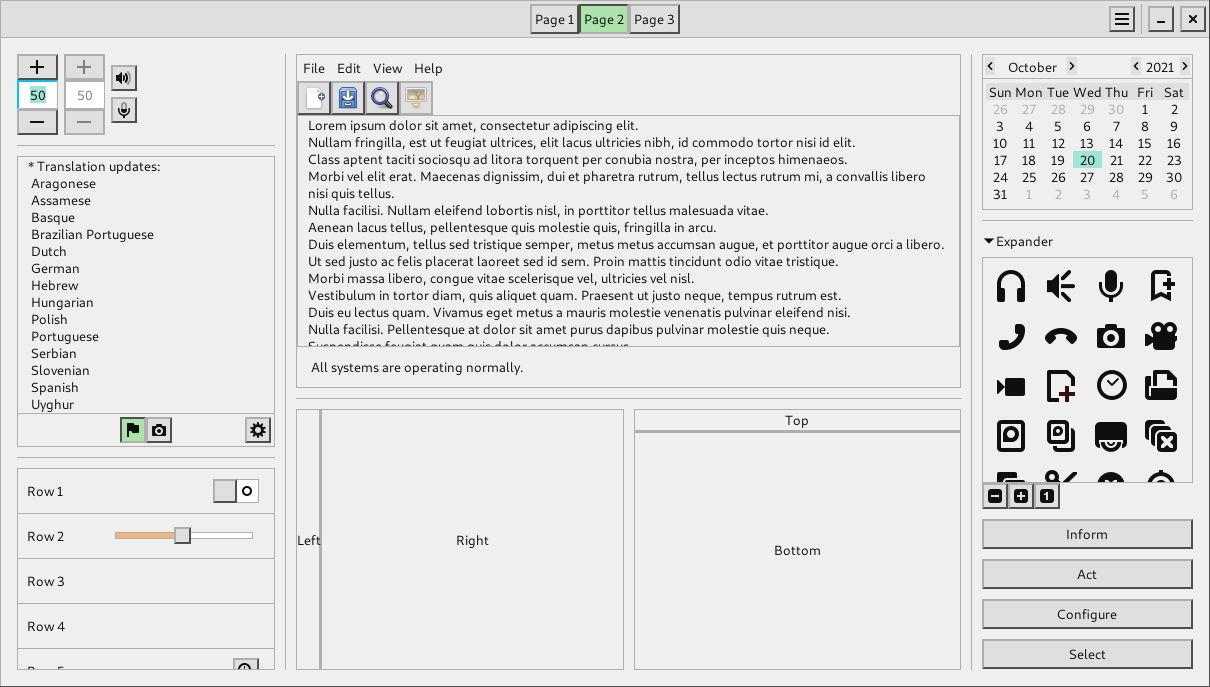 Page 1 Page 2 Page 3
50 50
* Translation updates:
Aragonese
Assamese
Basque
Brazilian Portuguese
Dutch
German
Hebrew
Hungarian
Polish
Portuguese
Serbian
Slovenian
Spanish
Uyghur
Row 1
Row 2
Row 3
Row 4
Row 5
File Edit View Help
Lorem ipsum dolor sit amet, consectetur adipiscing elit.
Nullam fringilla, est ut feugiat ultrices, elit lacus ultricies nibh, id commodo tortor nisi id elit.
Class aptent taciti sociosqu ad litora torquent per conubia nostra, per inceptos himenaeos.
Morbi vel elit erat. Maecenas dignissim, dui et pharetra rutrum, tellus lectus rutrum mi, a convallis libero
nisi quis tellus.
Nulla facilisi. Nullam eleifend lobortis nisl, in porttitor tellus malesuada vitae.
Aenean lacus tellus, pellentesque quis molestie quis, fringilla in arcu.
Duis elementum, tellus sed tristique semper, metus metus accumsan augue, et porttitor augue orci a libero.
Ut sed justo ac felis placerat laoreet sed id sem. Proin mattis tincidunt odio vitae tristique.
Morbi massa libero, congue vitae scelerisque vel, ultricies vel nisl.
Vestibulum in tortor diam, quis aliquet quam. Praesent ut justo neque, tempus rutrum est.
Duis eu lectus quam. Vivamus eget metus a mauris molestie venenatis pulvinar eleifend nisi.
Nulla facilisi. Pellentesque at dolor sit amet purus dapibus pulvinar molestie quis neque.
Suspendisse feugiat quam quis dolor accumsan cursus.
All systems are operating normally.
Left Right
Top
Bottom
October 2021
Sun Mon Tue Wed Thu Fri Sat
26 27 28 29 30 1 2
3 4 5 6 7 8 9
10 11 12 13 14 15 16
17 18 19 20 21 22 23
24 25 26 27 28 29 30
31 1 2 3 4 5 6
Expander
1
Inform
Act
Configure
Select